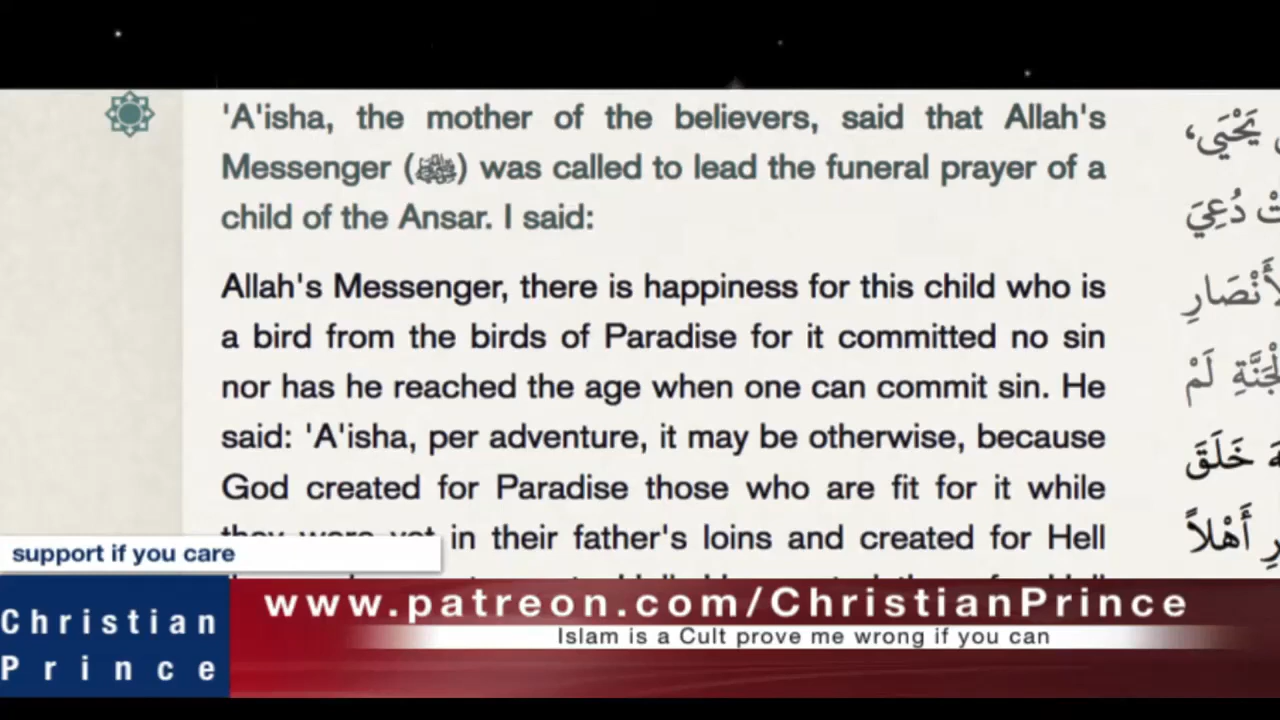 'A'isha, the mother of the believers, said that Allah's
Messenger (ﷺ) was called to lead the funeral prayer of a
child of the Ansar. I said:
Allah's Messenger, there is happiness for this child who is
a bird from the birds of Paradise for it committed no sin
nor has he reached the age when one can commit sin. He
said: 'A'isha, per adventure, it may be otherwise, because
God created for Paradise those who are fit for it while
they were yet in their father's loins and created for Hell
يَحْيَى،
دُعِيَ
الْجَنَّةِ لَمْ
خَلَقَ
أَهْلاً
support if you care
Christian
Prince
www.patreon.com/ChristianPrince
Islam is a Cult prove me wrong if you can